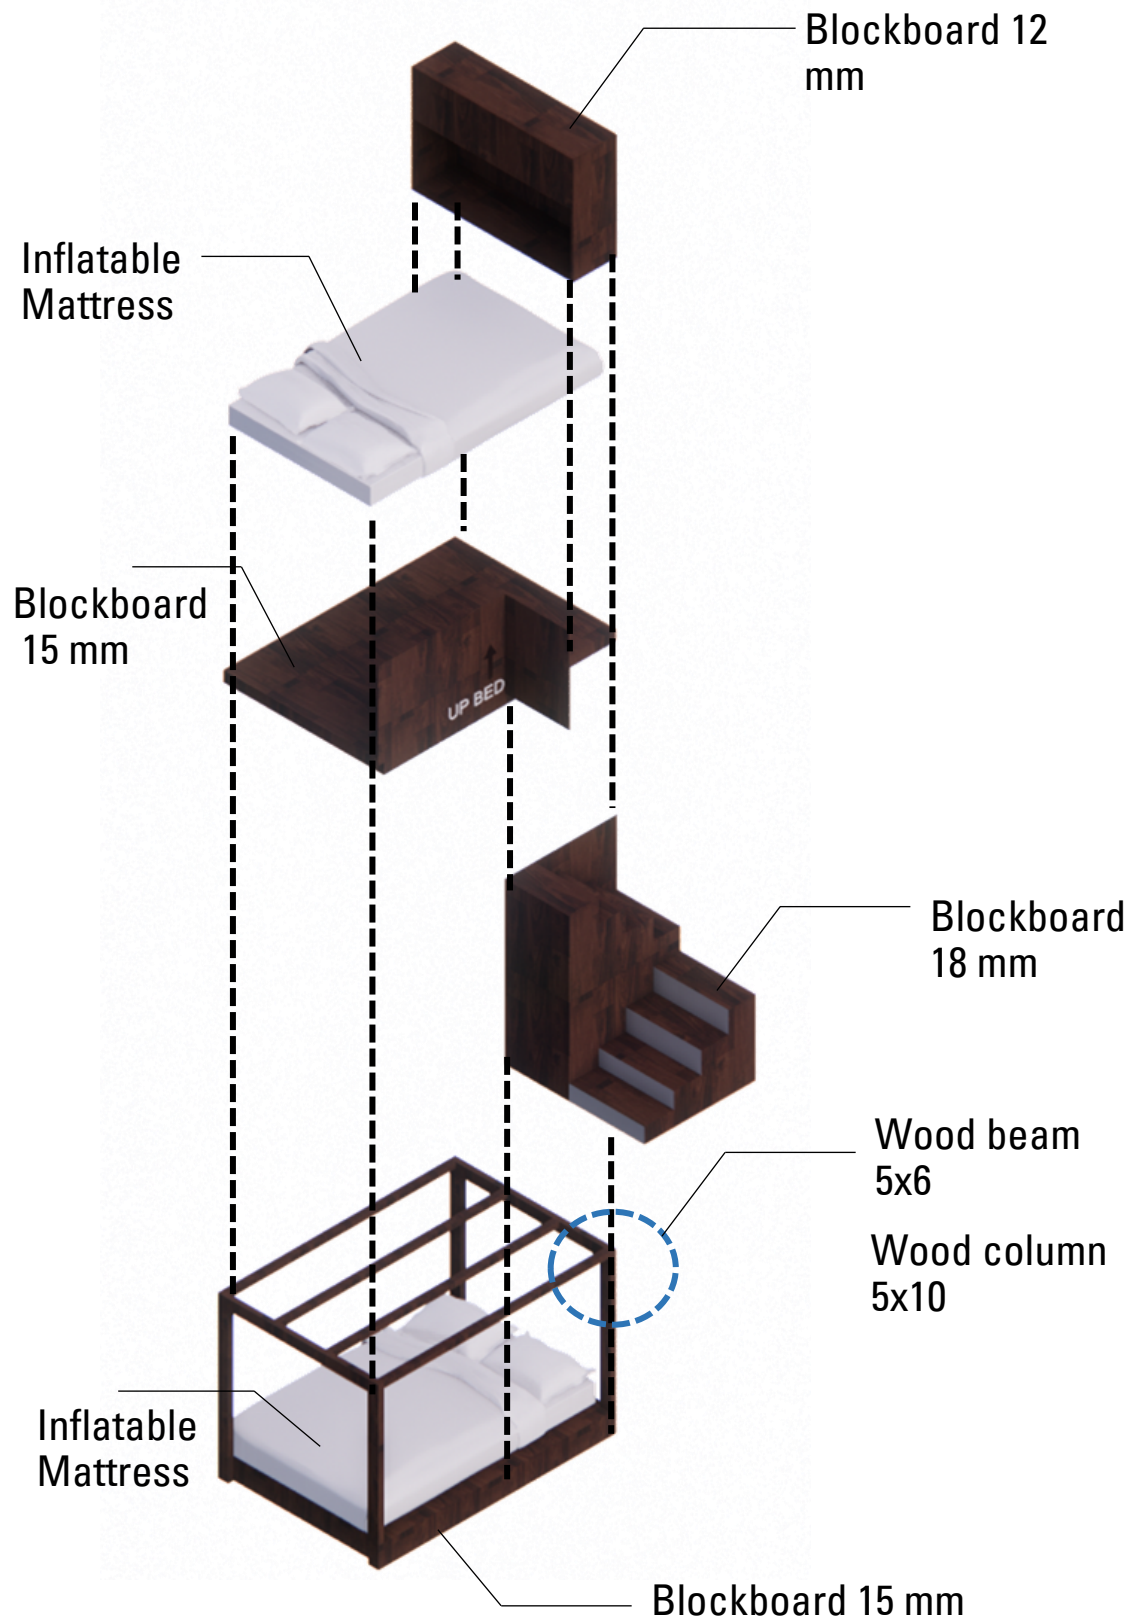 Blockboard 12
mm
Inflatable
Mattress
Blockboard
15 mm
UP BED
Blockboard
18 mm
Wood beam
5x6
Wood column
5x10
Inflatable
Mattress
Blockboard 15 mm